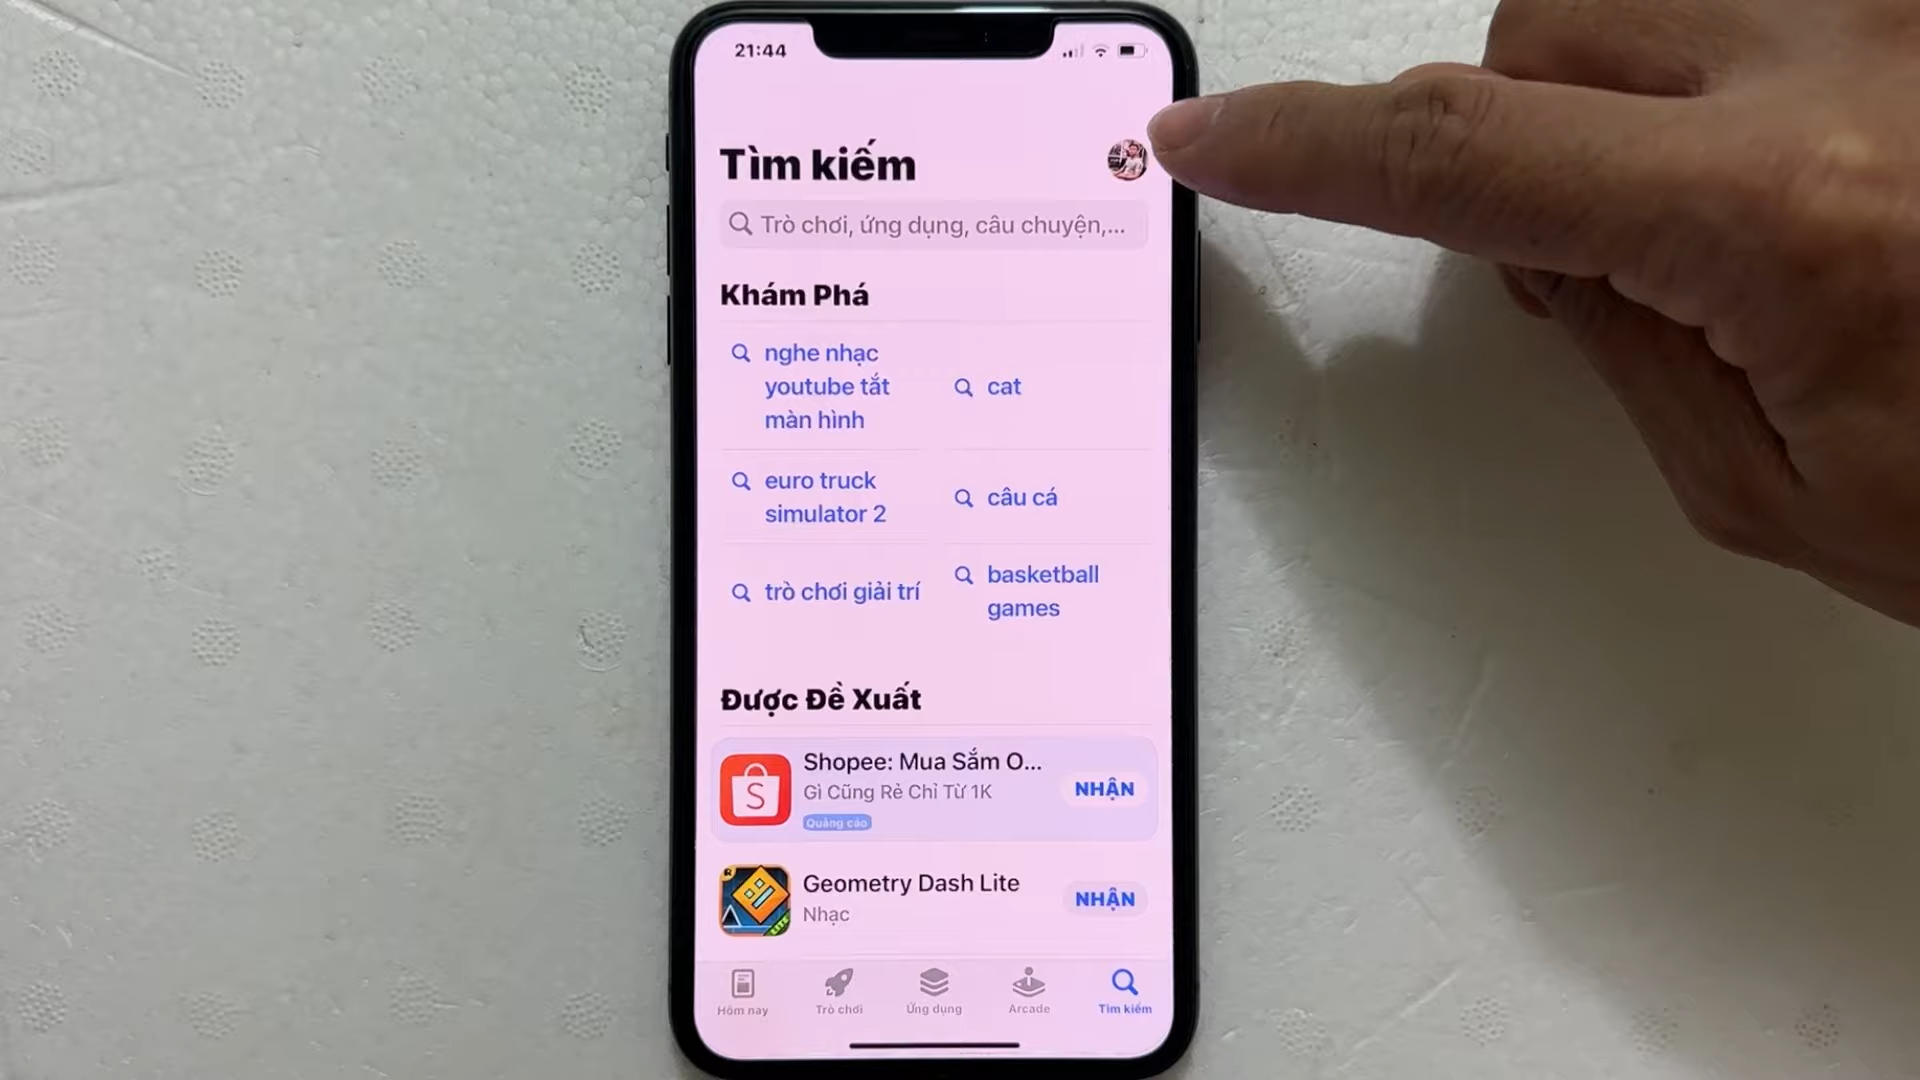 21:44
Tìm kiếm
Trò chơi, ứng dụng, câu chuyện,...
Khám Phá
nghe nhạc
youtube tắt
màn hình
cat
euro truck
simulator 2
câu cá
trò chơi giải trí
basketball
games
Được Đề Xuất
Shopee: Mua Sắm O...
Gì Cũng Rẻ Chỉ Từ 1K
Quảng cáo
NHẬN
Geometry Dash Lite
Nhạc
NHẬN
Hôm nay
Trò chơi
Ứng dụng
Arcade
Tìm kiếm